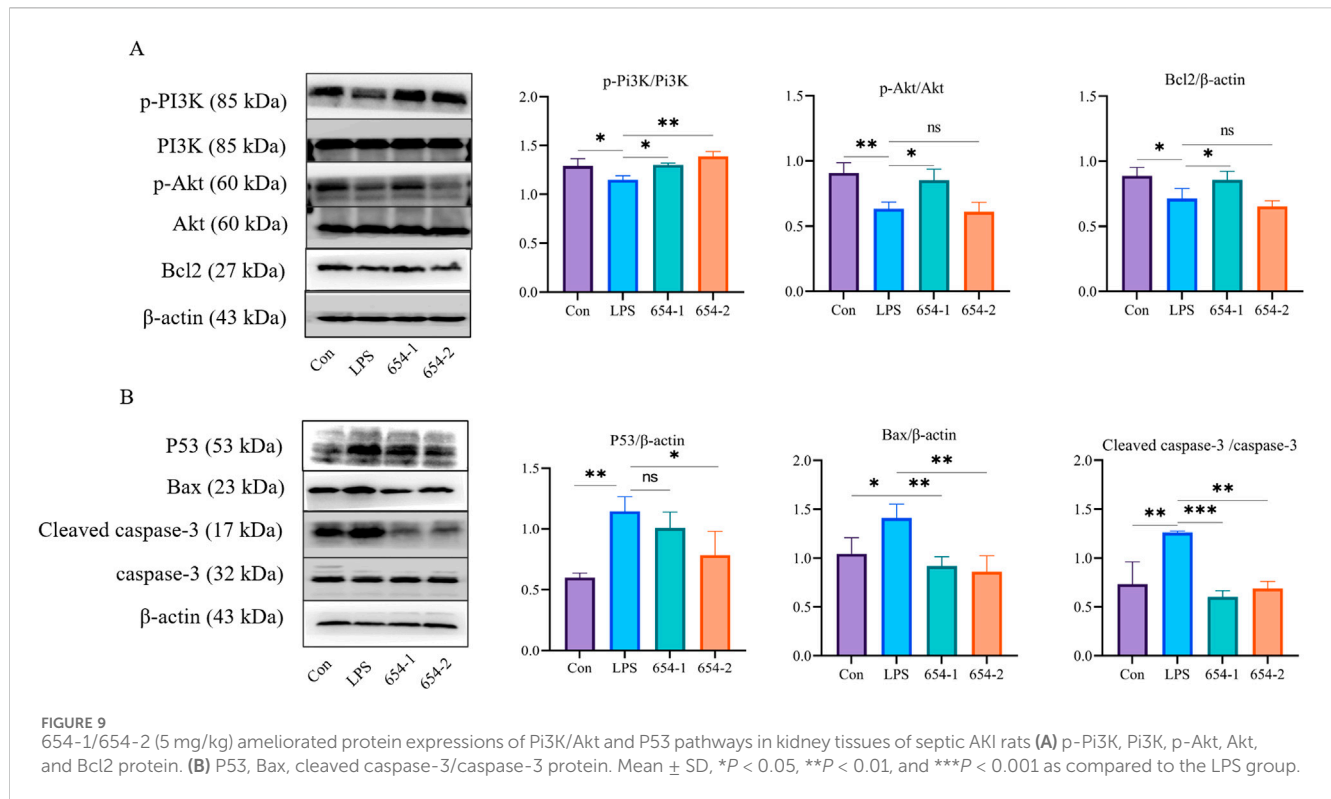 A
p-PI3K (85 kDa)
PI3K (85 kDa)
p-Akt (60 kDa)
Akt (60 kDa)
Bcl2 (27 kDa)
β-actin (43 kDa)
Con LPS 654-1 654-2
p-Pi3K/Pi3K
2.0
1.5
1.0
0.5
0.0
* * **
Con LPS 654-1 654-2
p-Akt/Akt
1.5
1.0
0.5
0.0
** * ns
Con LPS 654-1 654-2
Bcl2/β-actin
1.5
1.0
0.5
0.0
* * ns
Con LPS 654-1 654-2
B
P53 (53 kDa)
Bax (23 kDa)
Cleaved caspase-3 (17 kDa)
caspase-3 (32 kDa)
β-actin (43 kDa)
Con LPS 654-1 654-2
P53/β-actin
1.5
1.0
0.5
0.0
** ns *
Con LPS 654-1 654-2
Bax/β-actin
2.0
1.5
1.0
0.5
0.0
* ** **
Con LPS 654-1 654-2
Cleaved caspase-3 /caspase-3
2.0
1.5
1.0
0.5
0.0
** *** **
Con LPS 654-1 654-2
FIGURE 9
654-1/654-2 (5 mg/kg) ameliorated protein expressions of Pi3K/Akt and P53 pathways in kidney tissues of septic AKI rats (A) p-Pi3K, Pi3K, p-Akt, Akt,
and Bcl2 protein. (B) P53, Bax, cleaved caspase-3/caspase-3 protein. Mean ± SD, *P < 0.05, **P < 0.01, and ***P < 0.001 as compared to the LPS group.